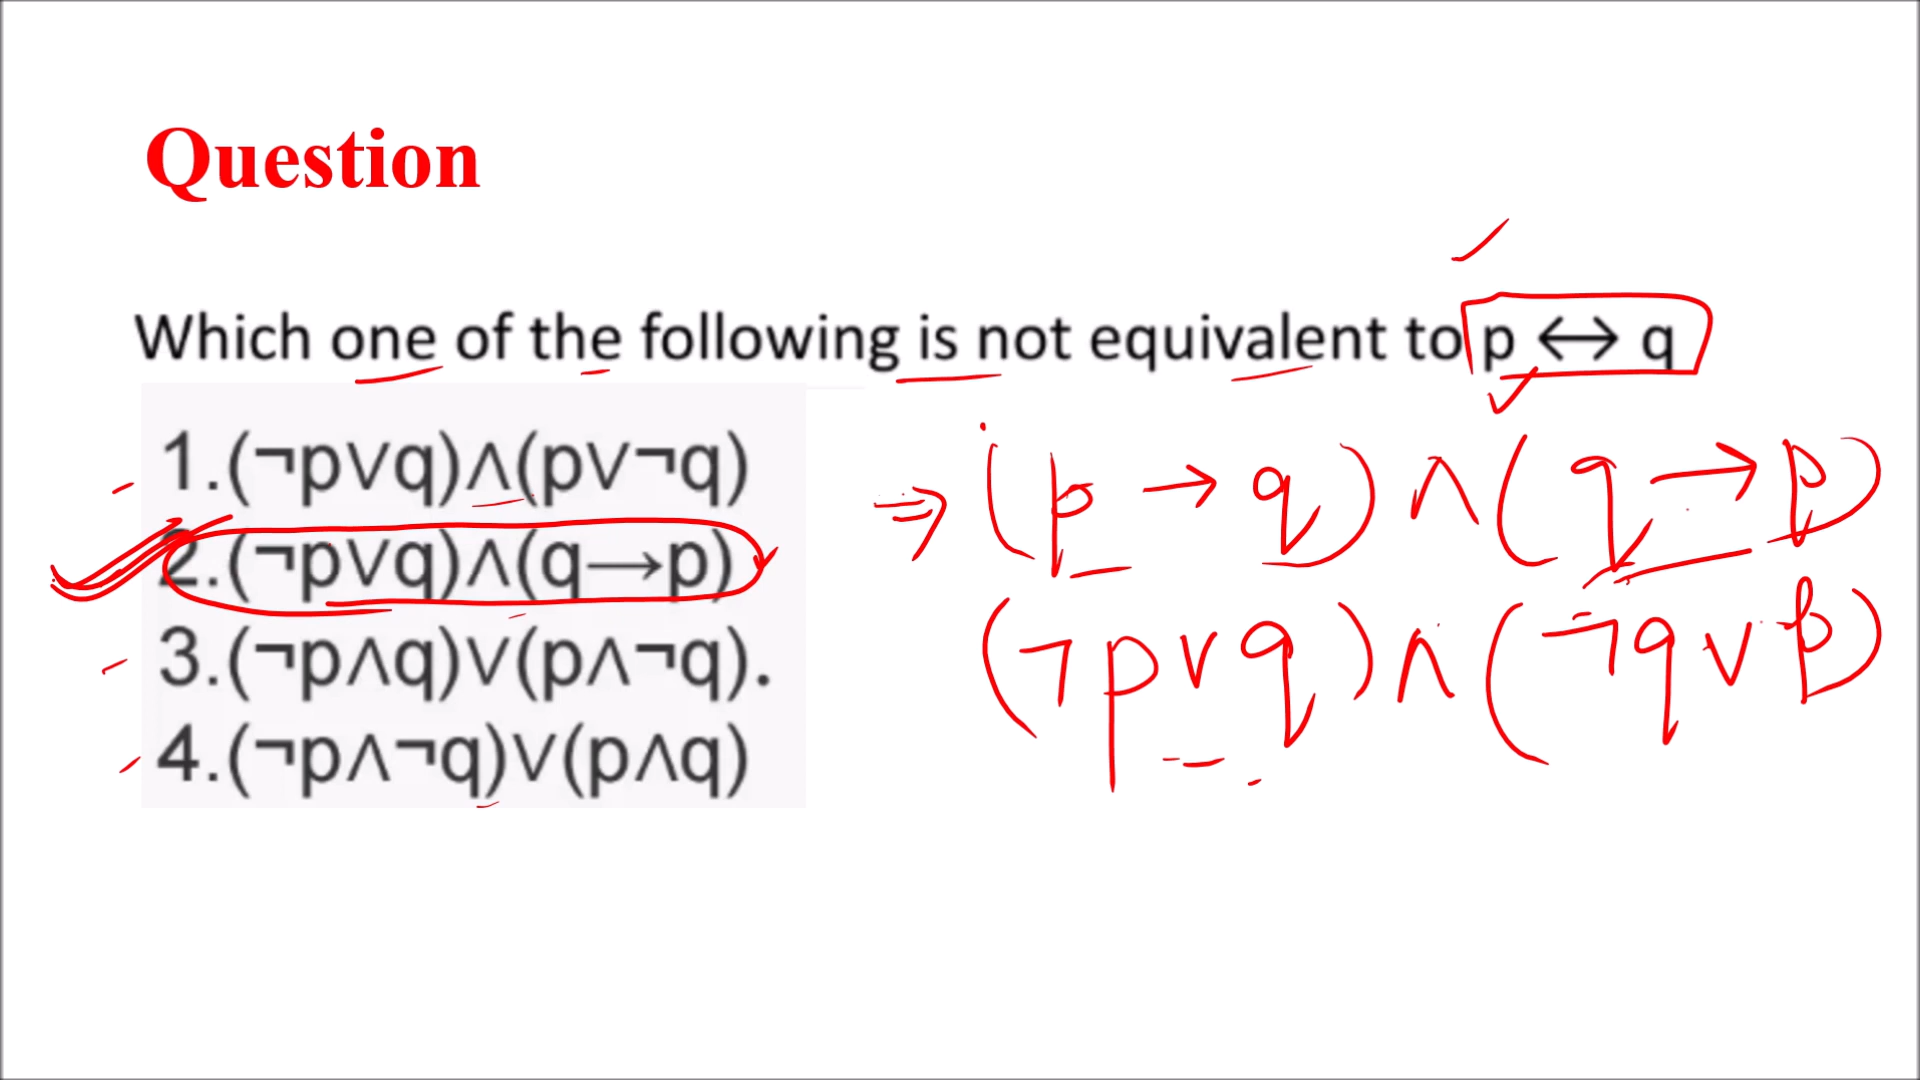 Question
Which one of the following is not equivalent to p ↔ q
1.(¬p∨q)∧(p∨¬q)
⇒ (p → q) ∧ (q → p)
2.(¬p∨q)∧(q→p)
(¬p∨q) ∧ (¬q∨p)
3.(¬p∧q)∨(p∧¬q).
4.(¬p∧¬q)∨(p∧q)